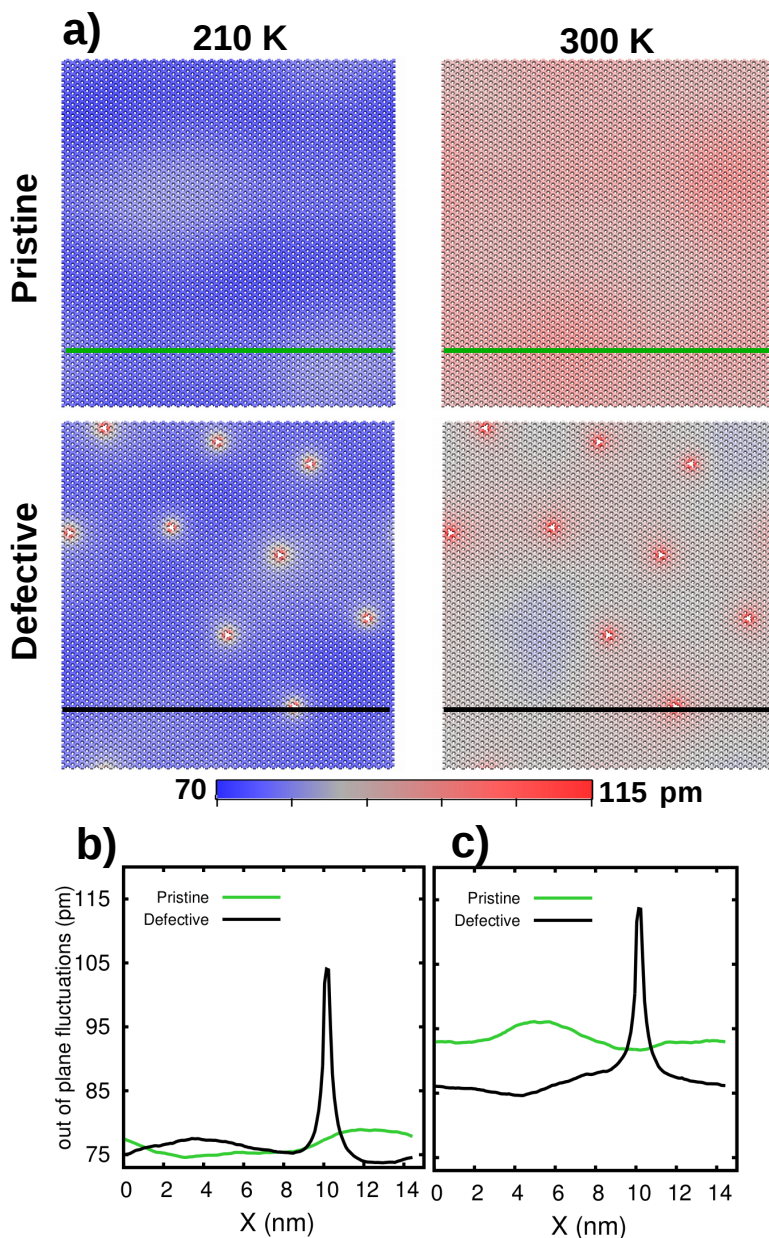 a)
210 K
300 K
Pristine
Defective
70
115 pm
b)
c)
out of plane fluctuations (pm)
115
105
95
85
75
Pristine
Defective
0 2 4 6 8 10 12 14
X (nm)
Pristine
Defective
0 2 4 6 8 10 12 14
X (nm)